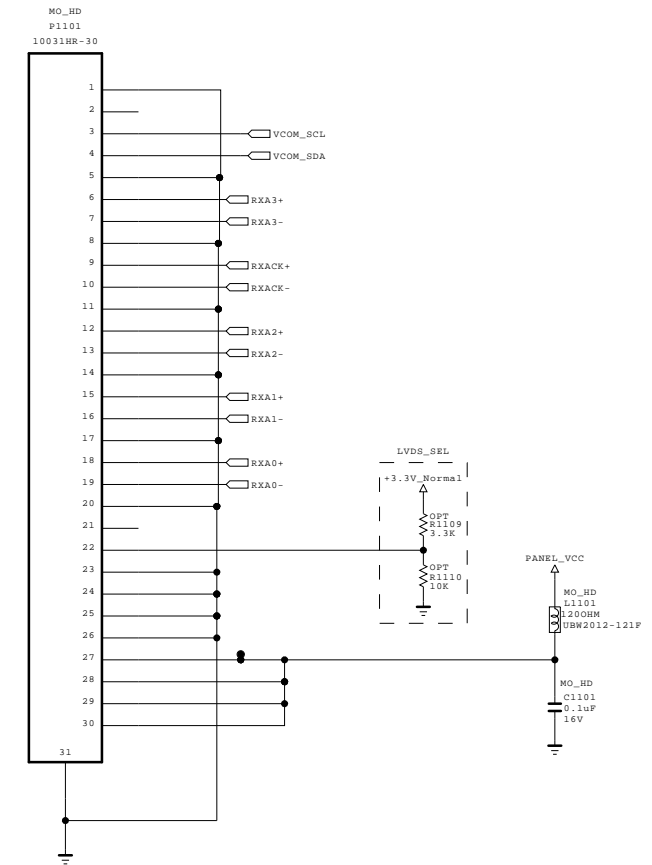 MO_HD
P1101
10031HR-30
1
2
3
VCOM_SCL
4
VCOM_SDA
5
6
RXA3+
7
RXA3-
8
9
RXACK+
10
RXACK-
11
12
RXA2+
13
RXA2-
14
15
RXA1+
16
RXA1-
17
18
RXA0+
19
RXA0-
20
21
22
23
24
25
26
27
28
29
30
31
LVDS_SEL
+3.3V_Normal
OPT
R1109
3.3K
OPT
R1110
10K
PANEL_VCC
MO_HD
L1101
120OHM
UBW2012-121F
MO_HD
C1101
0.1uF
16V